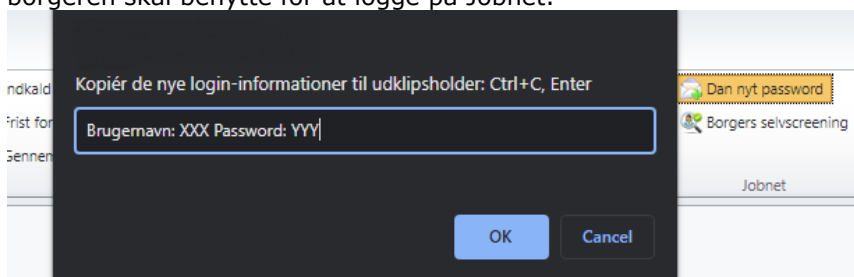 borgeren skal benytte for at logge på Jobnet.
ndkald
Kopiér de nye login-informationer til udklipsholder: Ctrl+C, Enter
Dan nyt password
Frist for
Brugernavn: XXX Password: YYY
Borgers selvscreening
Gennem
Jobnet
OK
Cancel